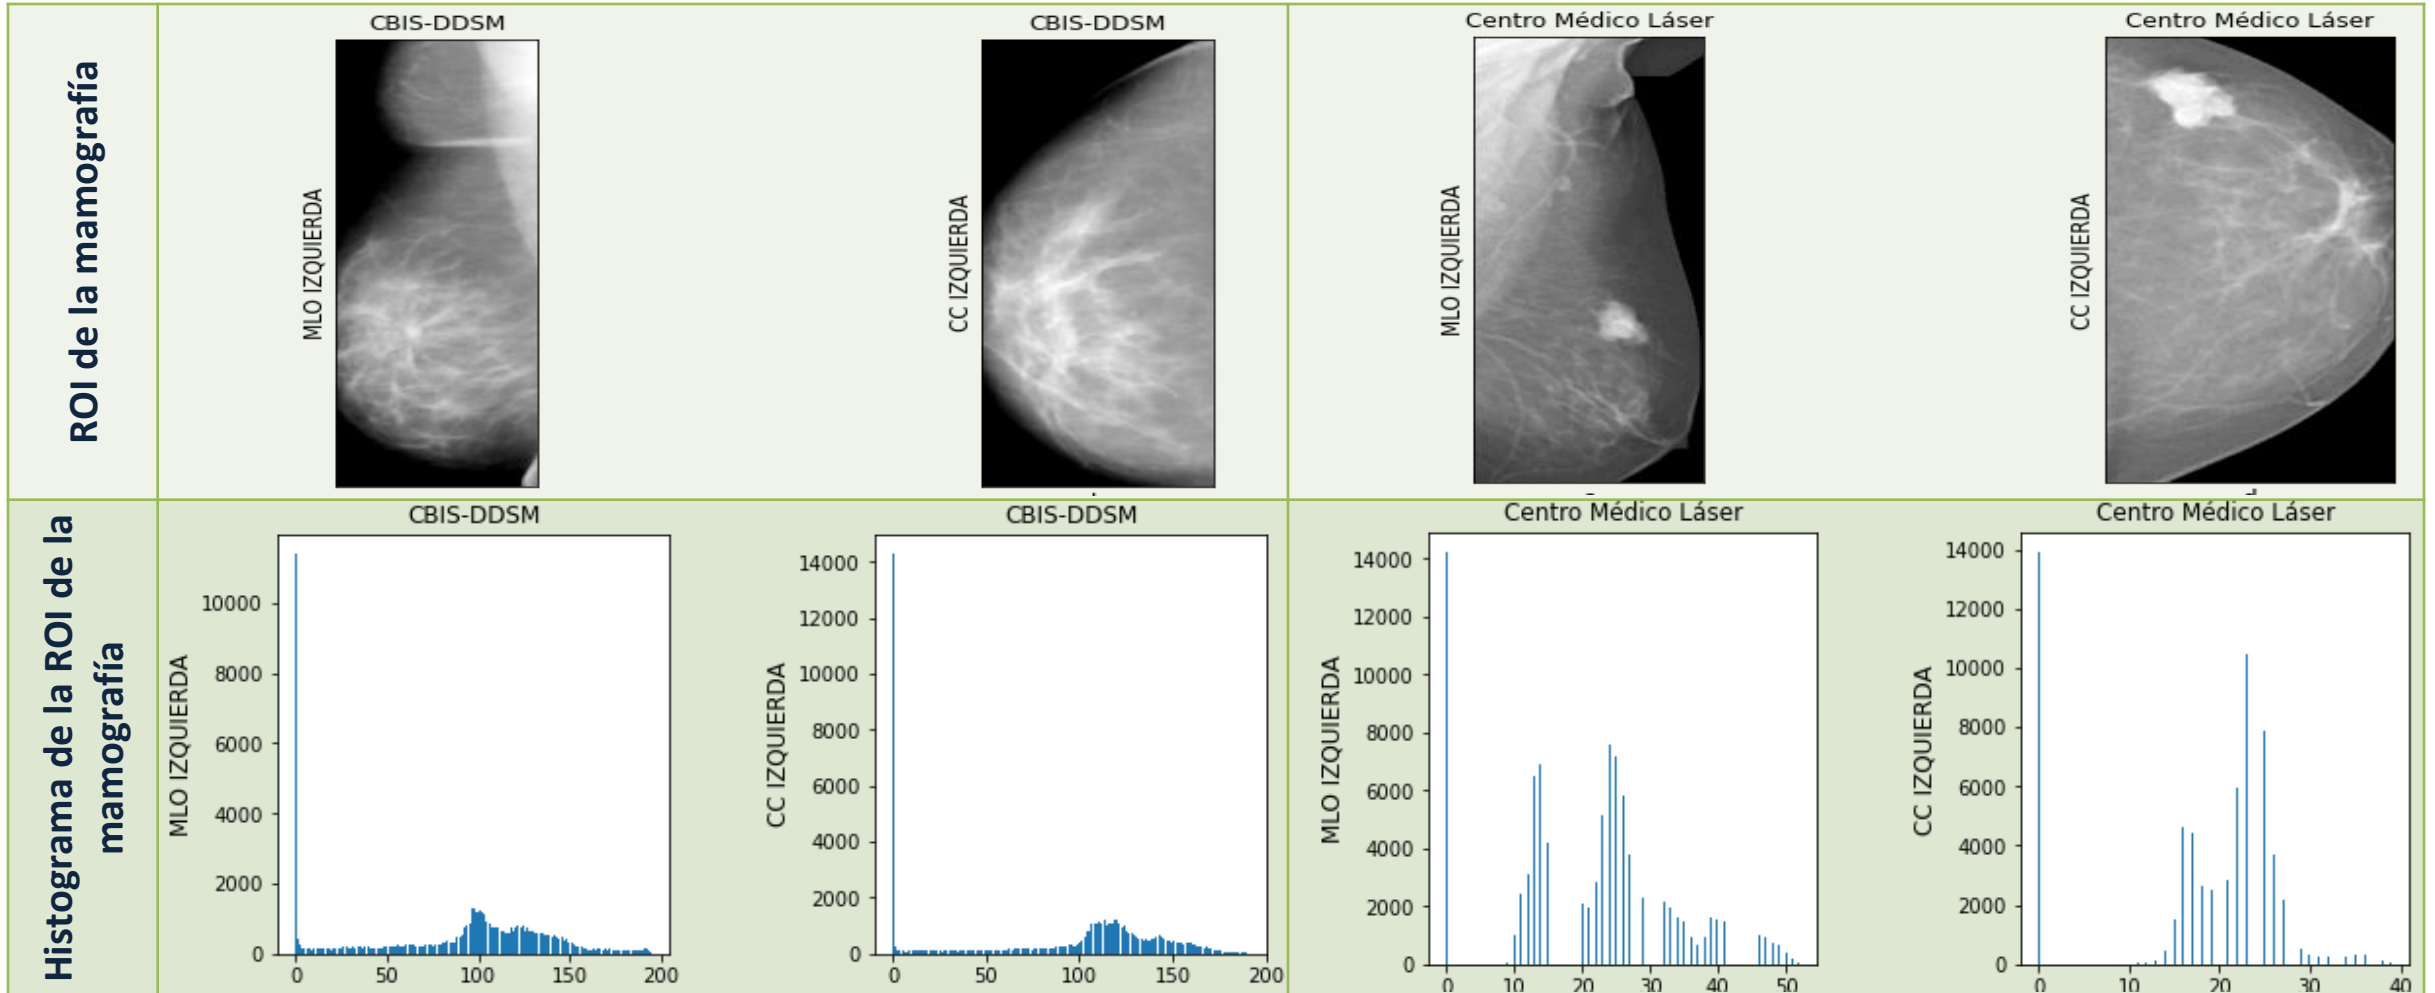 ROI de la mamografía
CBIS-DDSM
MLO IZQUIERDA
CBIS-DDSM
CC IZQUIERDA
Centro Médico Láser
MLO IZQUIERDA
Centro Médico Láser
CC IZQUIERDA
Histograma de la ROI de la
mamografía
CBIS-DDSM
MLO IZQUIERDA
10000
8000
6000
4000
2000
0
0 50 100 150 200
CBIS-DDSM
CC IZQUIERDA
14000
12000
10000
8000
6000
4000
2000
0
0 50 100 150 200
Centro Médico Láser
MLO IZQUIERDA
14000
12000
10000
8000
6000
4000
2000
0
0 10 20 30 40 50
Centro Médico Láser
CC IZQUIERDA
14000
12000
10000
8000
6000
4000
2000
0
0 10 20 30 40